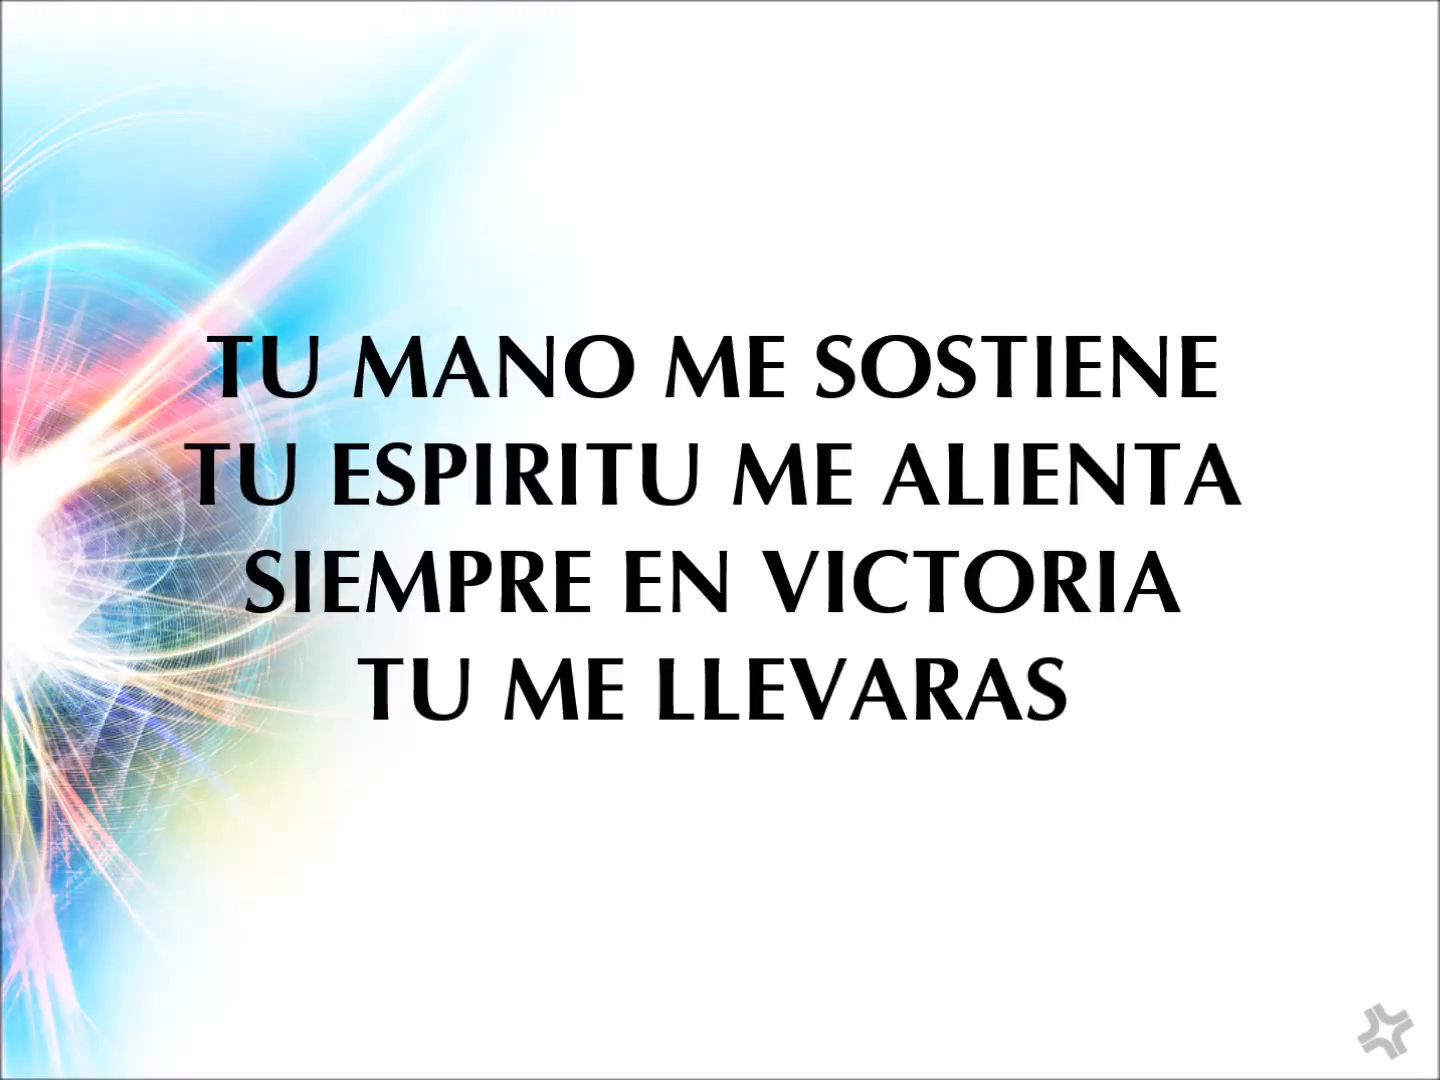 TU MANO ME SOSTIENE
TU ESPIRITU ME ALIENTA
SIEMPRE EN VICTORIA
TU ME LLEVARAS